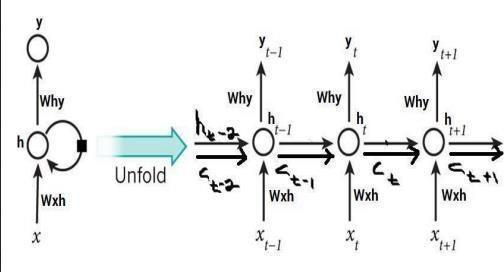 y
Why
h
Wxh
x
Unfold
y t-1
y t
y t+1
Why
Why
Why
h t-2
h t-1
h t
h t+1
c t-2
c t-1
c t
c t+1
Wxh
Wxh
Wxh
x t-1
x t
x t+1